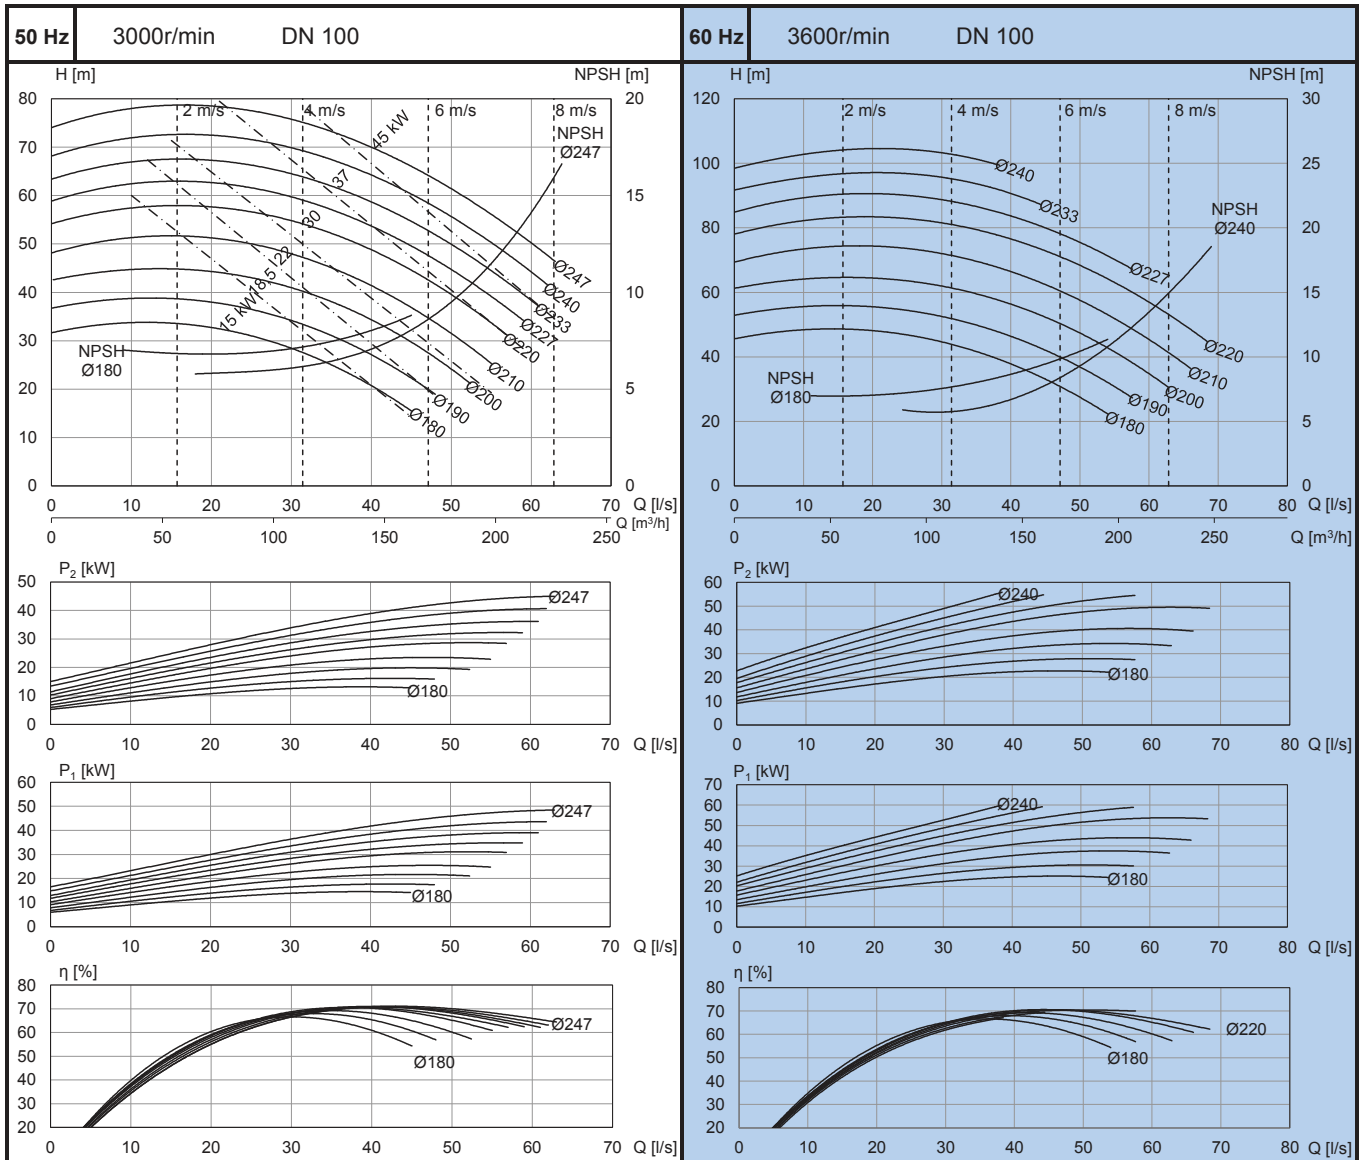 50 Hz 3000r/min DN 100
H [m] NPSH [m]
80 2 m/s 4 m/s 45 kW 6 m/s 8 m/s 20
NPSH
Ø247
70
60 37 15
50 30
22
18.5
40 15 kW 10
Ø247
Ø240
Ø233
Ø227
30 Ø220
NPSH
Ø180
Ø210
20 Ø200 5
Ø190
Ø180
10
0 0
0 10 20 30 40 50 60 70 Q [l/s]
0 50 100 150 200 250 Q [m³/h]
P₂ [kW]
50
40
30
20
10
0
Ø247
Ø180
0 10 20 30 40 50 60 70 Q [l/s]
P₁ [kW]
60
50
40
30
20
10
0
Ø247
Ø180
0 10 20 30 40 50 60 70 Q [l/s]
η [%]
80
70
60
50
40
30
20
Ø247
Ø180
0 10 20 30 40 50 60 70 Q [l/s]
60 Hz 3600r/min DN 100
H [m] NPSH [m]
120 2 m/s 4 m/s 6 m/s 8 m/s 30
100 Ø240 25
Ø233
NPSH
Ø240
80 20
Ø227
60 15
Ø220
40 10
Ø210
NPSH
Ø180
Ø200
Ø190
Ø180
20 5
0 0
0 10 20 30 40 50 60 70 80 Q [l/s]
0 50 100 150 200 250 Q [m³/h]
P₂ [kW]
60
50
40
30
20
10
0
Ø240
Ø180
0 10 20 30 40 50 60 70 80 Q [l/s]
P₁ [kW]
70
60
50
40
30
20
10
0
Ø240
Ø180
0 10 20 30 40 50 60 70 80 Q [l/s]
η [%]
80
70
60
50
40
30
20
Ø220
Ø180
0 10 20 30 40 50 60 70 80 Q [l/s]